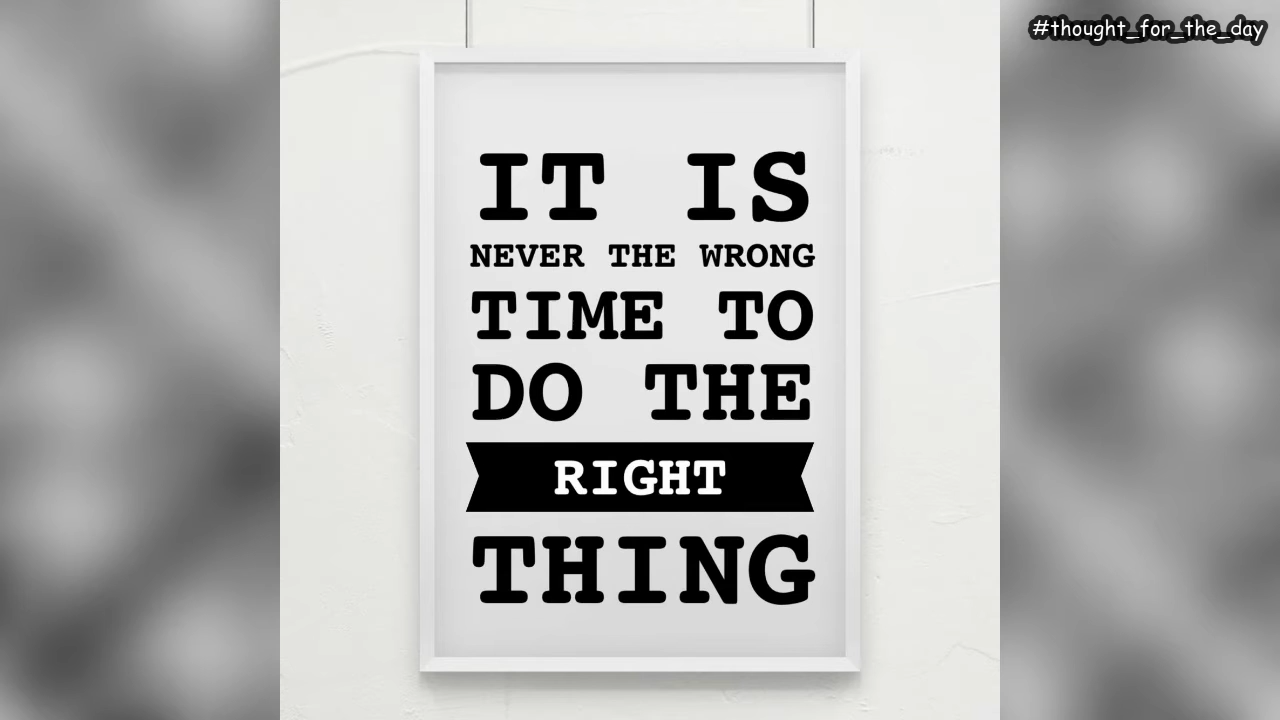 #thought_for_the_day
IT IS
NEVER THE WRONG
TIME TO
DO THE
RIGHT
THING